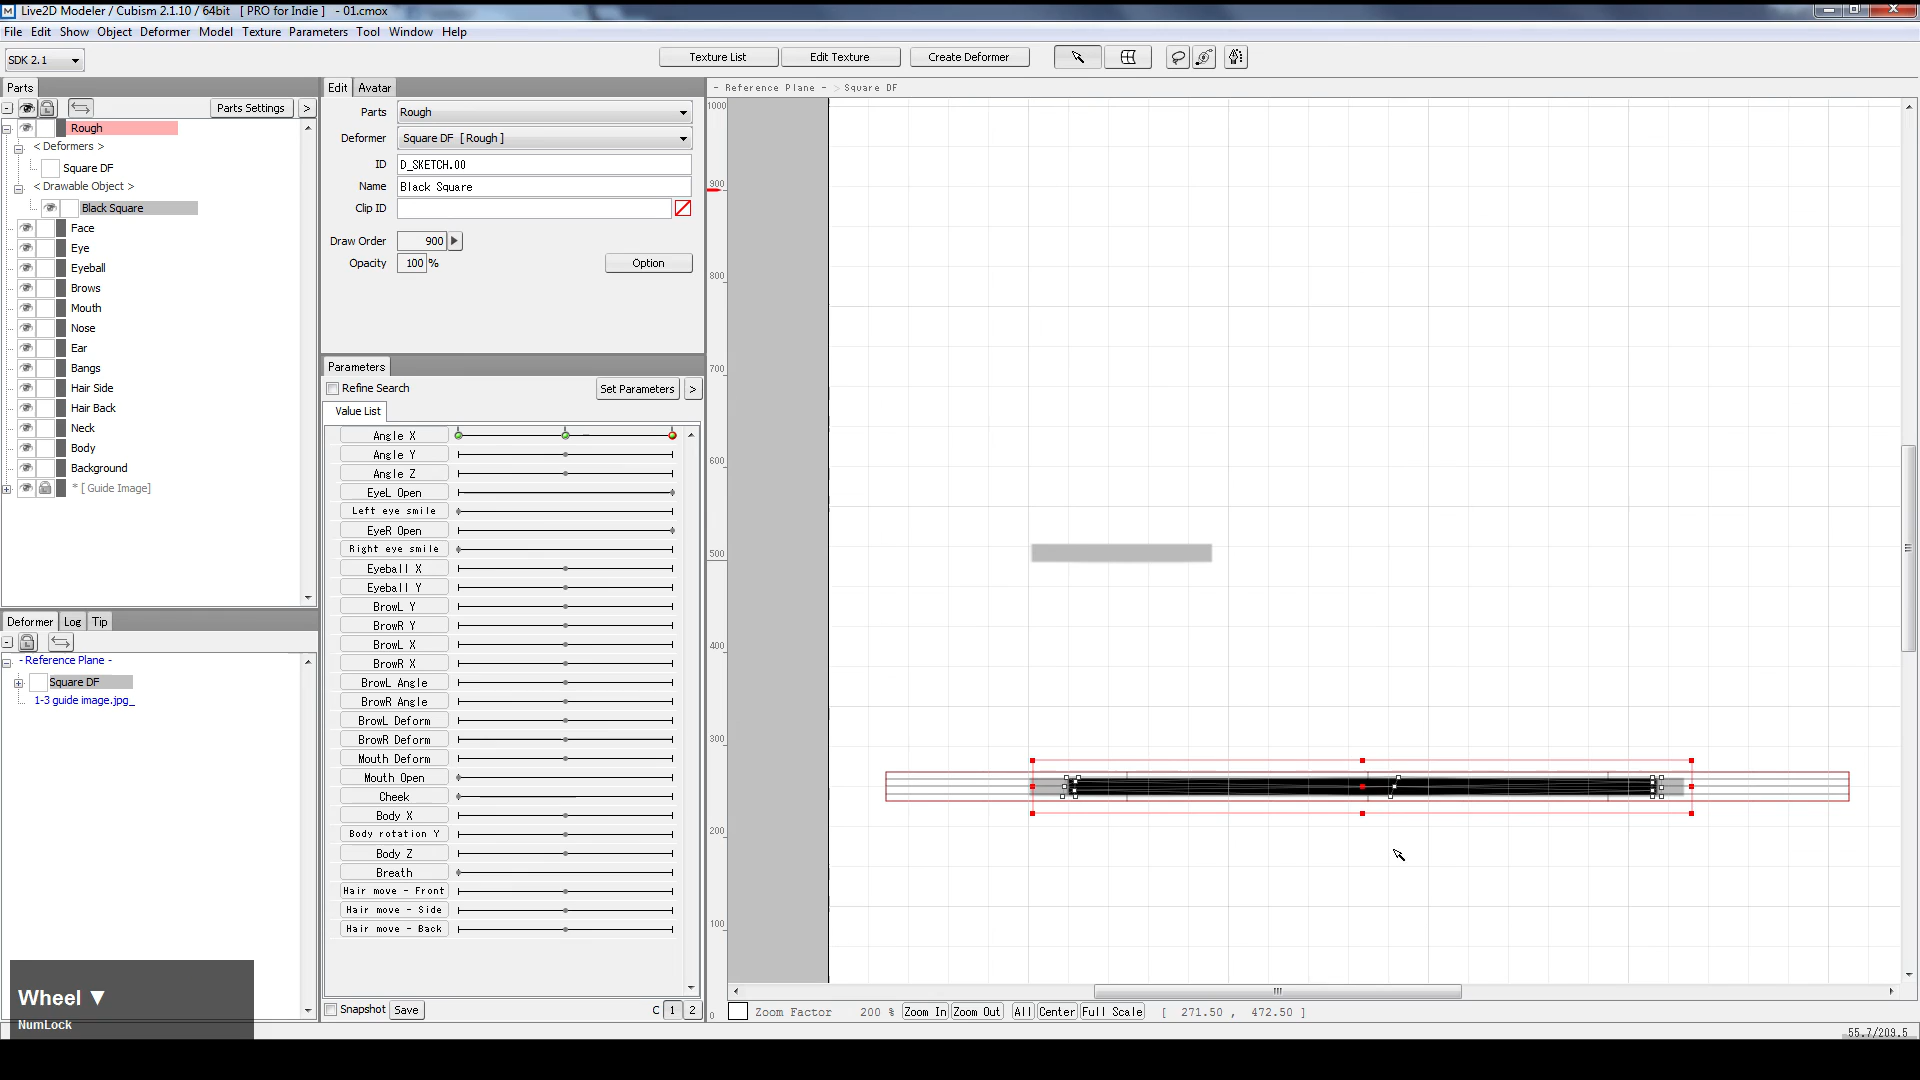 Live2D Modeler / Cubism 2.1.10 / 64bit   [ PRO for Indie ]   - 01.cmox
File Edit Show Object Deformer Model Texture Parameters Tool Window Help
SDK 2.1
Texture List Edit Texture Create Deformer
Parts
Parts Settings >
Rough
< Deformers >
Square DF
< Drawable Object >
Black Square
Face
Eye
Eyeball
Brows
Mouth
Nose
Ear
Bangs
Hair Side
Hair Back
Neck
Body
Background
* [ Guide Image]
Deformer Log Tip
- Reference Plane -
Square DF
1-3 guide image.jpg_
Wheel ▼
NumLock
Edit Avatar
Parts Rough
Deformer Square DF [ Rough ]
ID D_SKETCH.00
Name Black Square
Clip ID
Draw Order 900
Opacity 100 % Option
Parameters
Refine Search Set Parameters >
Value List
Angle X
Angle Y
Angle Z
EyeL Open
Left eye smile
EyeR Open
Right eye smile
Eyeball X
Eyeball Y
BrowL Y
BrowR Y
BrowL X
BrowR X
BrowL Angle
BrowR Angle
BrowL Deform
BrowR Deform
Mouth Deform
Mouth Open
Cheek
Body X
Body rotation Y
Body Z
Breath
Hair move - Front
Hair move - Side
Hair move - Back
Snapshot Save C 1 2
- Reference Plane - > Square DF
1000
900
800
700
600
500
400
300
200
100
0
Zoom Factor 200 % Zoom In Zoom Out All Center Full Scale [ 271.50 , 472.50 ]
55.7/209.5